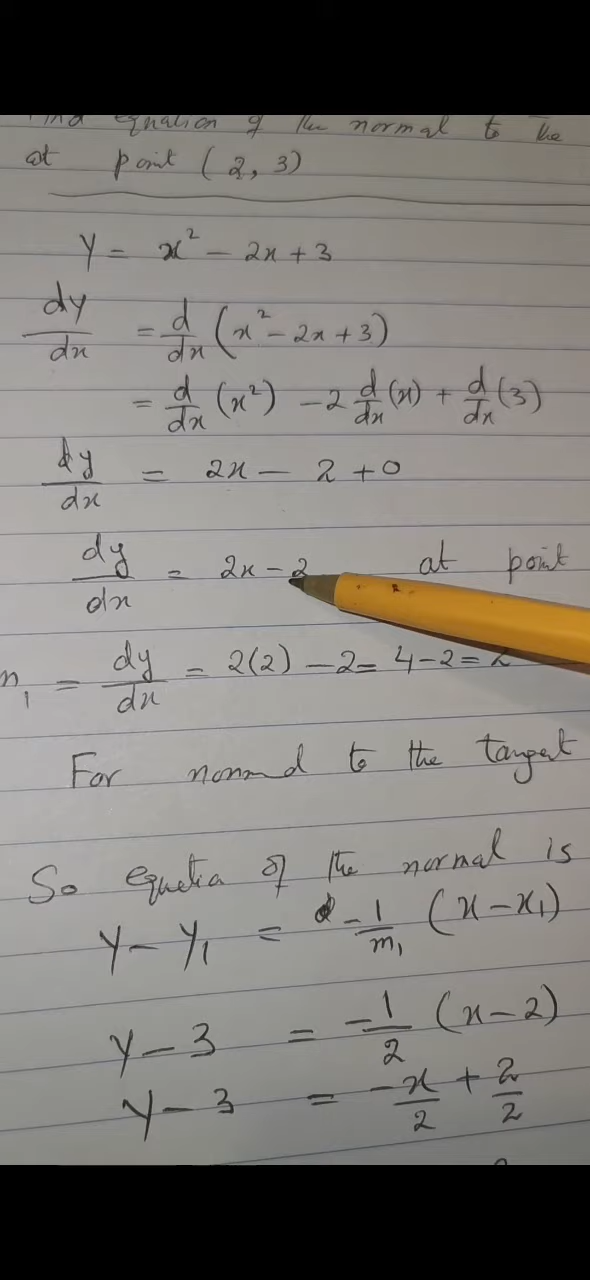 Find equation of the normal to the
at point (2, 3)
y = x² - 2x + 3
dy/dx = d/dx (x² - 2x + 3)
= d/dx (x²) - 2 d/dx (x) + d/dx (3)
dy/dx = 2x - 2 + 0
dy/dx = 2x - 2 at point
m₁ = dy/dx = 2(2) - 2 = 4 - 2 = 2
For normal to the tangent
So equation of the normal is
y - y₁ = -1/m₁ (x - x₁)
y - 3 = -1/2 (x - 2)
y - 3 = -x/2 + 2/2